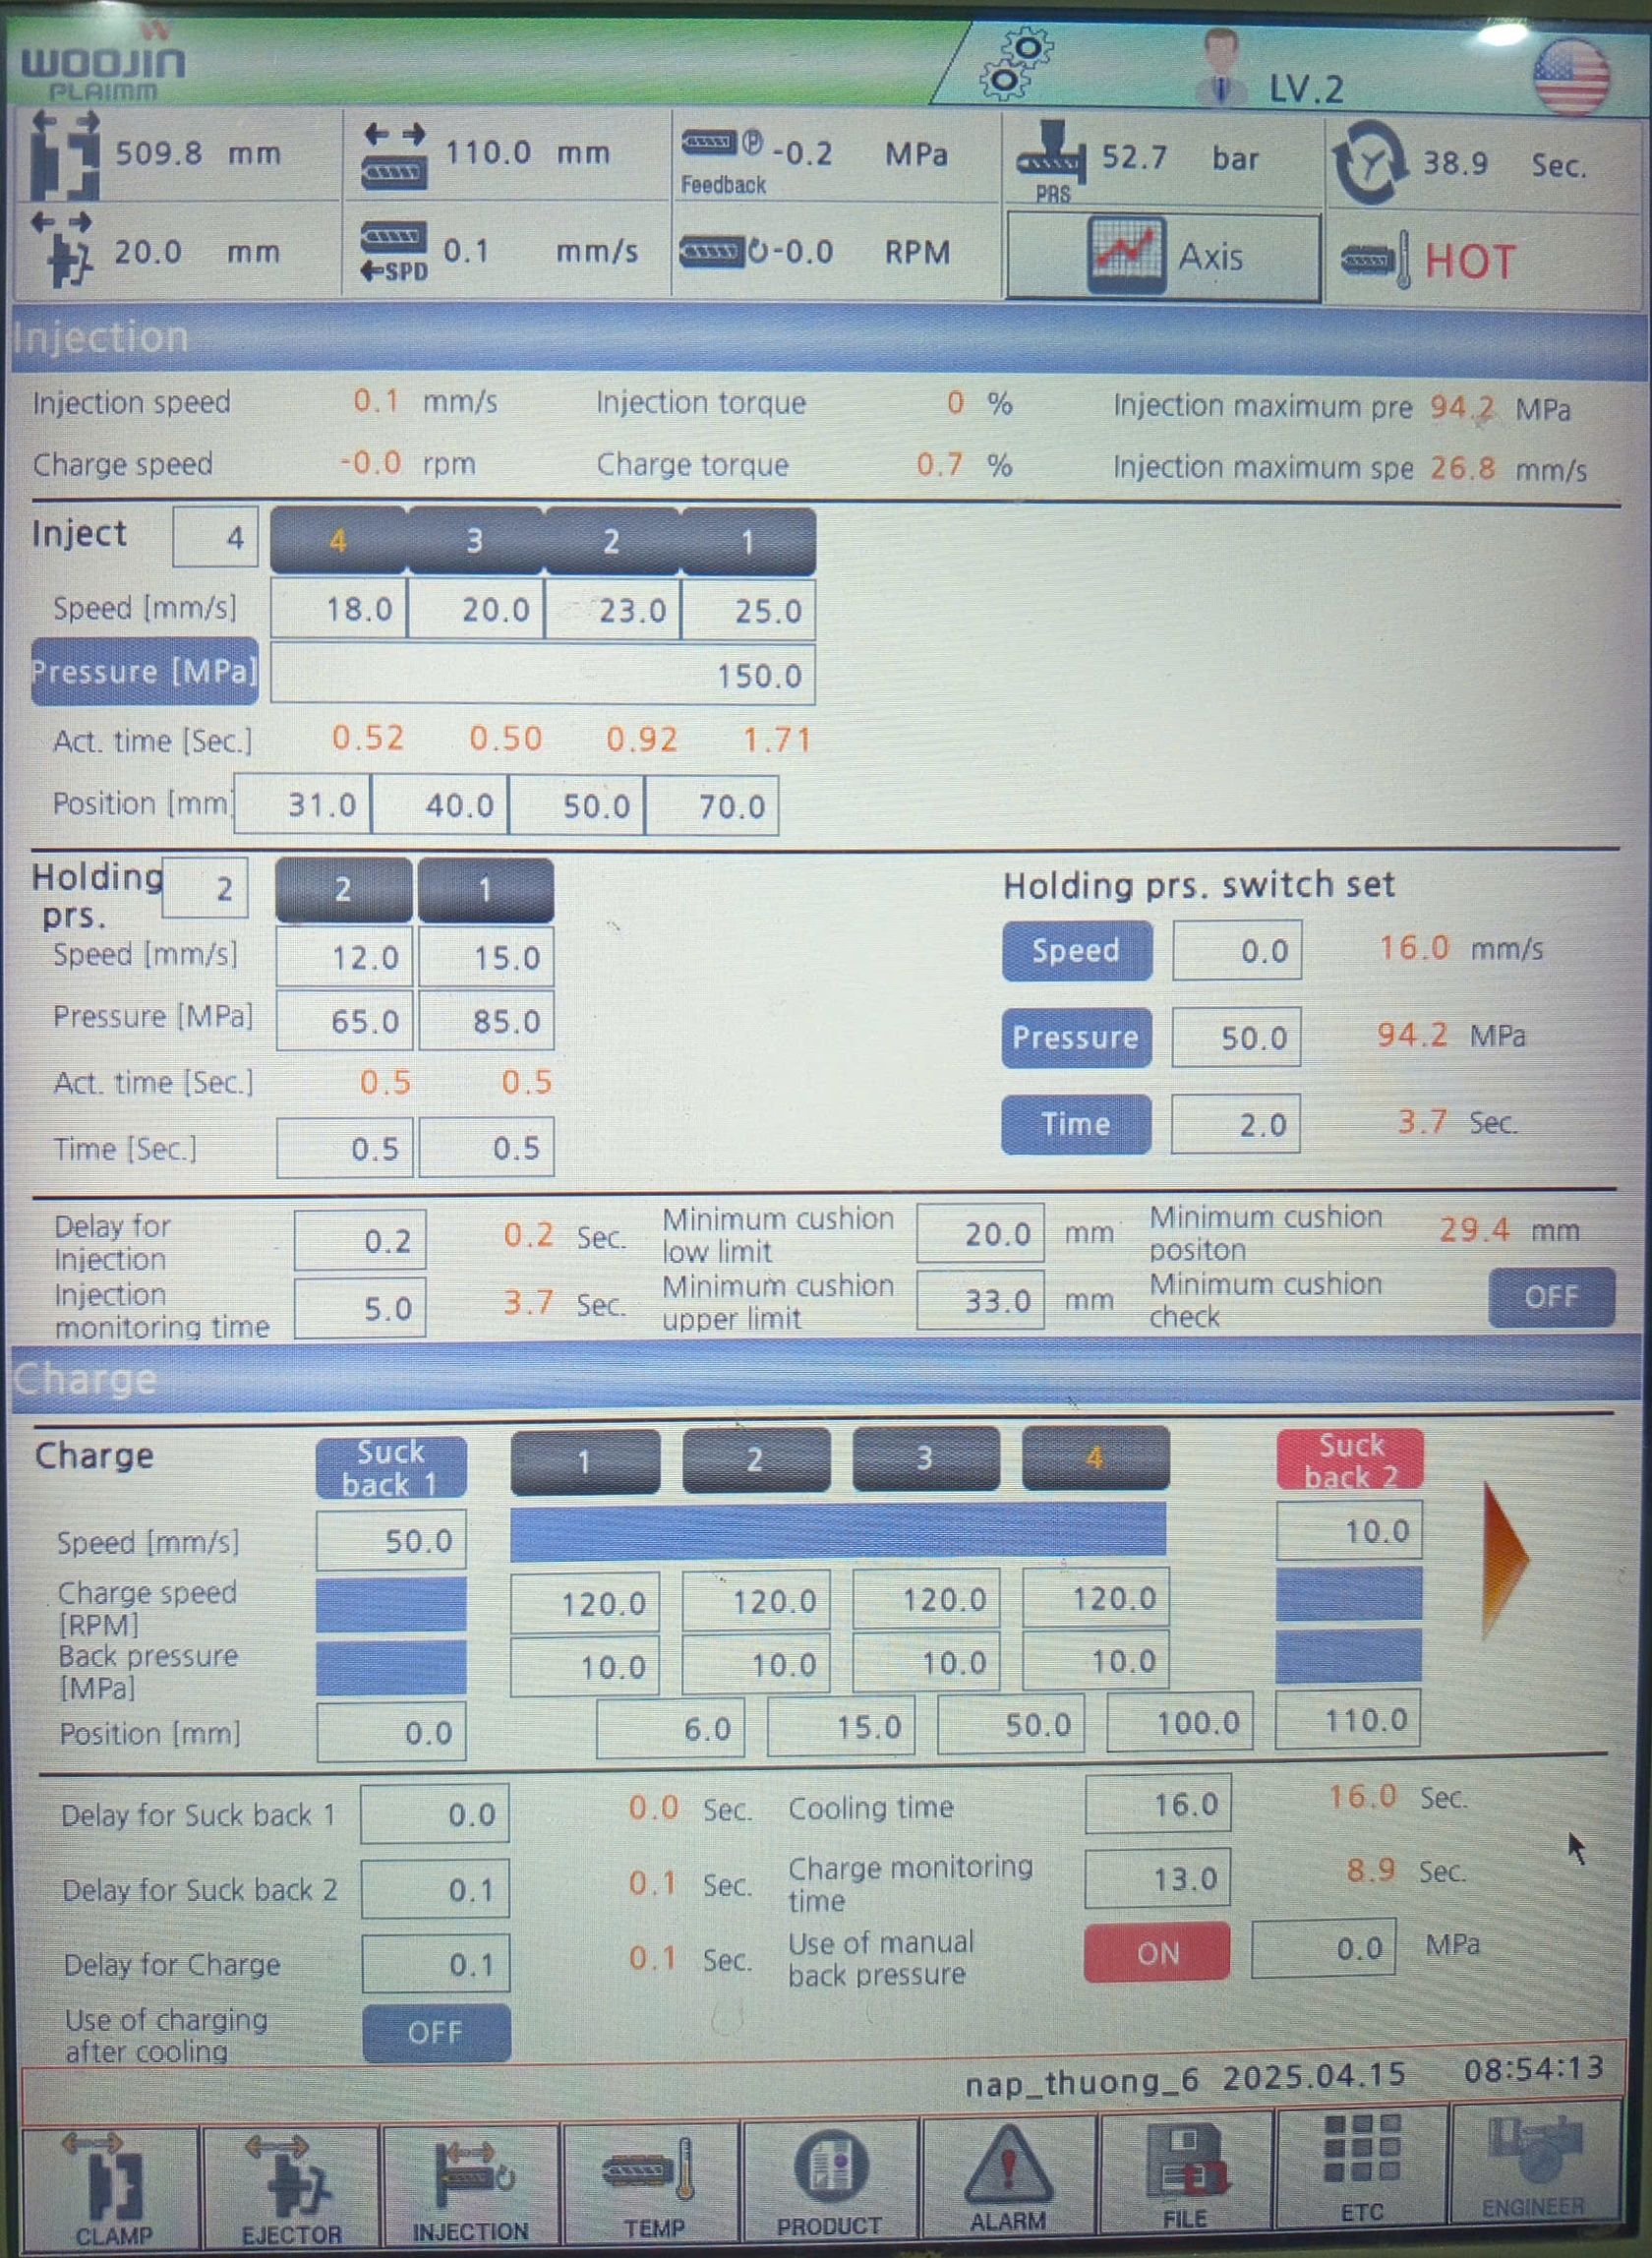 WOOJIN
PLAIMM
LV.2
509.8 mm
110.0 mm
Feedback -0.2 MPa
PRS 52.7 bar
38.9 Sec.
20.0 mm
SPD 0.1 mm/s
-0.0 RPM
Axis
HOT
Injection
Injection speed 0.1 mm/s Injection torque 0 % Injection maximum pre 94.2 MPa
Charge speed -0.0 rpm Charge torque 0.7 % Injection maximum spe 26.8 mm/s
Inject 4 4 3 2 1
Speed [mm/s] 18.0 20.0 23.0 25.0
Pressure [MPa] 150.0
Act. time [Sec.] 0.52 0.50 0.92 1.71
Position [mm] 31.0 40.0 50.0 70.0
Holding prs. 2 2 1
Speed [mm/s] 12.0 15.0
Pressure [MPa] 65.0 85.0
Act. time [Sec.] 0.5 0.5
Time [Sec.] 0.5 0.5
Holding prs. switch set
Speed 0.0 16.0 mm/s
Pressure 50.0 94.2 MPa
Time 2.0 3.7 Sec.
Delay for Injection 0.2 0.2 Sec. Minimum cushion low limit 20.0 mm Minimum cushion positon 29.4 mm
Injection monitoring time 5.0 3.7 Sec. Minimum cushion upper limit 33.0 mm Minimum cushion check OFF
Charge
Charge Suck back 1 1 2 3 4 Suck back 2
Speed [mm/s] 50.0 10.0
Charge speed [RPM] 120.0 120.0 120.0 120.0
Back pressure [MPa] 10.0 10.0 10.0 10.0
Position [mm] 0.0 6.0 15.0 50.0 100.0 110.0
Delay for Suck back 1 0.0 0.0 Sec. Cooling time 16.0 16.0 Sec.
Delay for Suck back 2 0.1 0.1 Sec. Charge monitoring time 13.0 8.9 Sec.
Delay for Charge 0.1 0.1 Sec. Use of manual back pressure ON 0.0 MPa
Use of charging after cooling OFF
nap_thuong_6 2025.04.15 08:54:13
CLAMP EJECTOR INJECTION TEMP PRODUCT ALARM FILE ETC ENGINEER